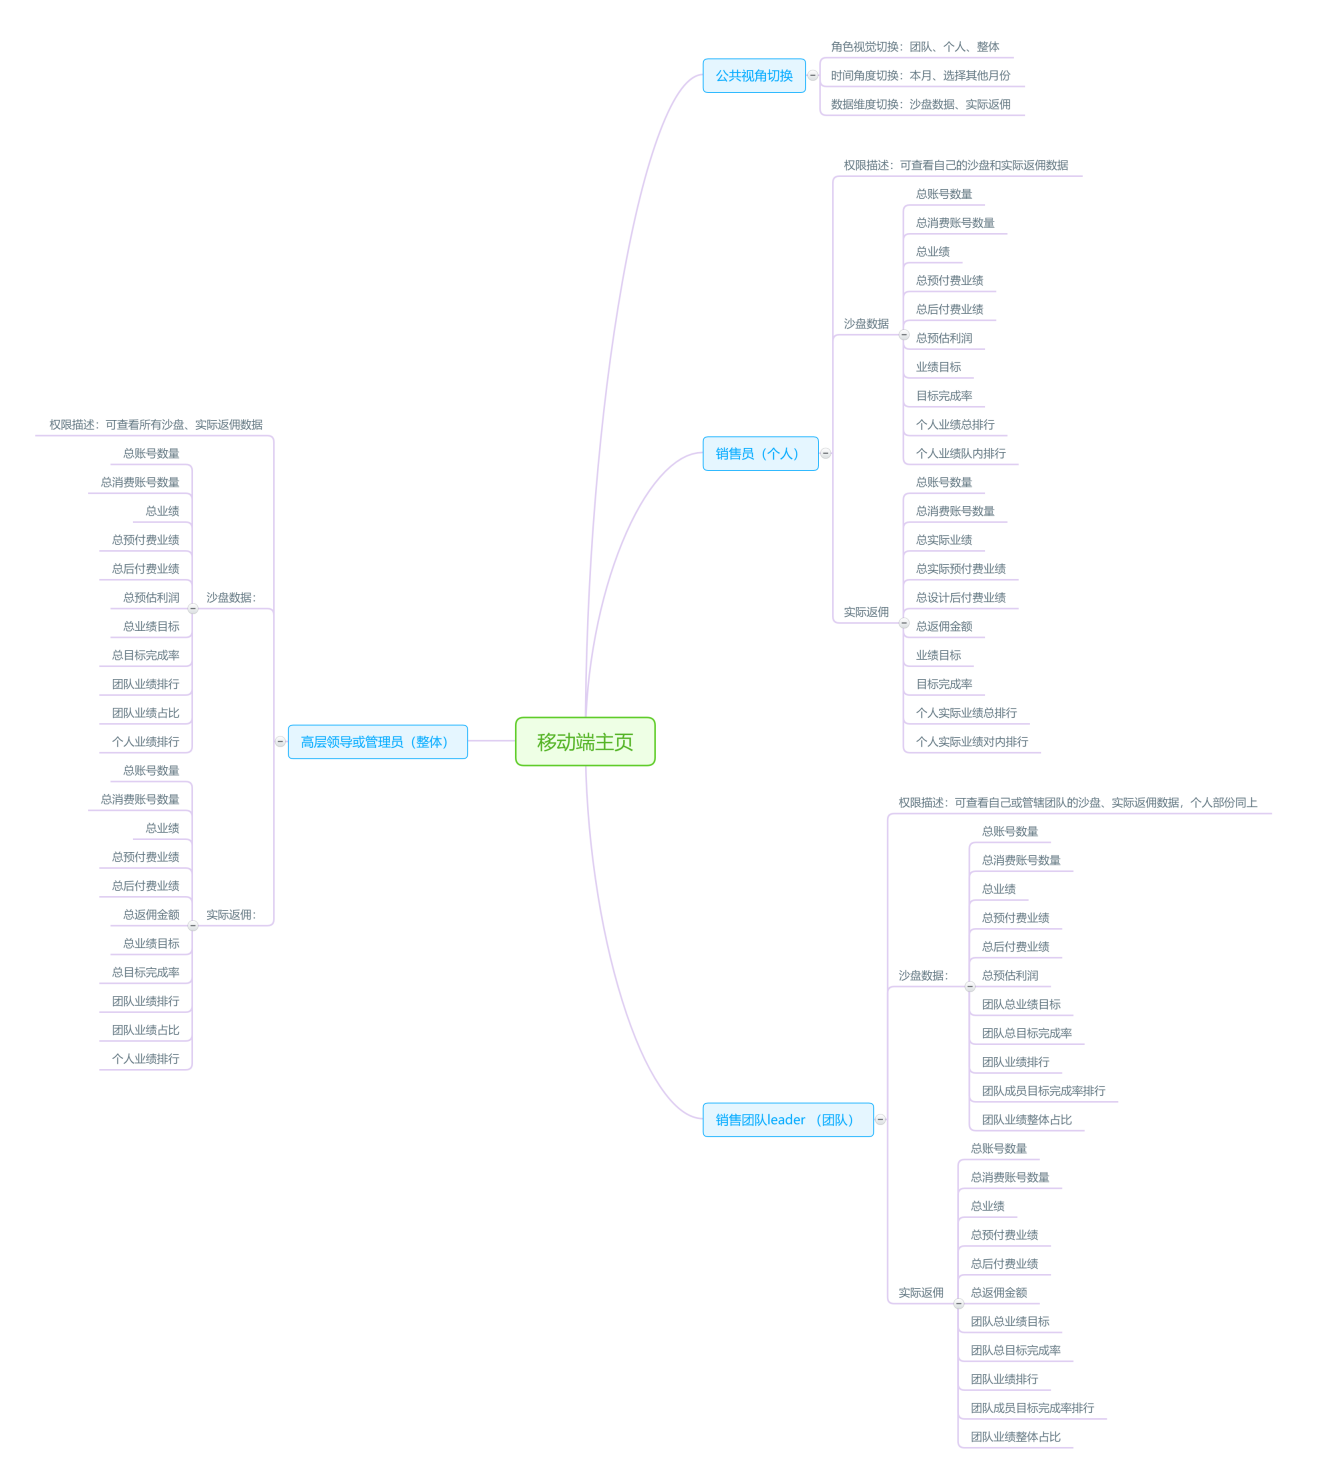 移动端主页
公共视角切换
角色视觉切换：团队、个人、整体
时间角度切换：本月、选择其他月份
数据维度切换：沙盘数据、实际返佣
销售员（个人）
权限描述：可查看自己的沙盘和实际返佣数据
沙盘数据
总账号数量
总消费账号数量
总业绩
总预付费业绩
总后付费业绩
总预估利润
业绩目标
目标完成率
个人业绩总排行
个人业绩队内排行
实际返佣
总账号数量
总消费账号数量
总实际业绩
总实际预付费业绩
总设计后付费业绩
总返佣金额
业绩目标
目标完成率
个人实际业绩总排行
个人实际业绩对内排行
销售团队leader （团队）
权限描述：可查看自己或管辖团队的沙盘、实际返佣数据，个人部份同上
沙盘数据：
总账号数量
总消费账号数量
总业绩
总预付费业绩
总后付费业绩
总预估利润
团队总业绩目标
团队总目标完成率
团队业绩排行
团队成员目标完成率排行
团队业绩整体占比
实际返佣
总账号数量
总消费账号数量
总业绩
总预付费业绩
总后付费业绩
总返佣金额
团队总业绩目标
团队总目标完成率
团队业绩排行
团队成员目标完成率排行
团队业绩整体占比
高层领导或管理员（整体）
权限描述：可查看所有沙盘、实际返佣数据
沙盘数据：
总账号数量
总消费账号数量
总业绩
总预付费业绩
总后付费业绩
总预估利润
总业绩目标
总目标完成率
团队业绩排行
团队业绩占比
个人业绩排行
实际返佣：
总账号数量
总消费账号数量
总业绩
总预付费业绩
总后付费业绩
总返佣金额
总业绩目标
总目标完成率
团队业绩排行
团队业绩占比
个人业绩排行